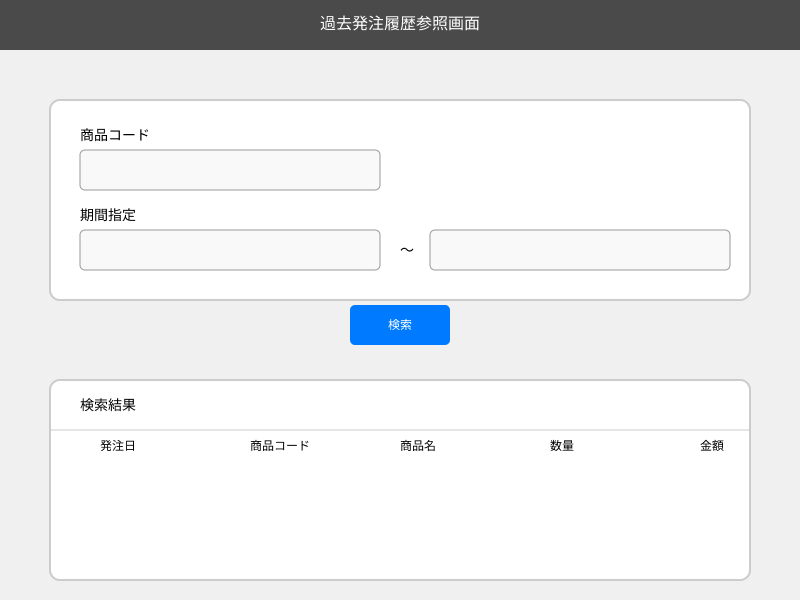 過去発注履歴参照画面
商品コード
期間指定
～
検索
検索結果
発注日 商品コード 商品名 数量 金額